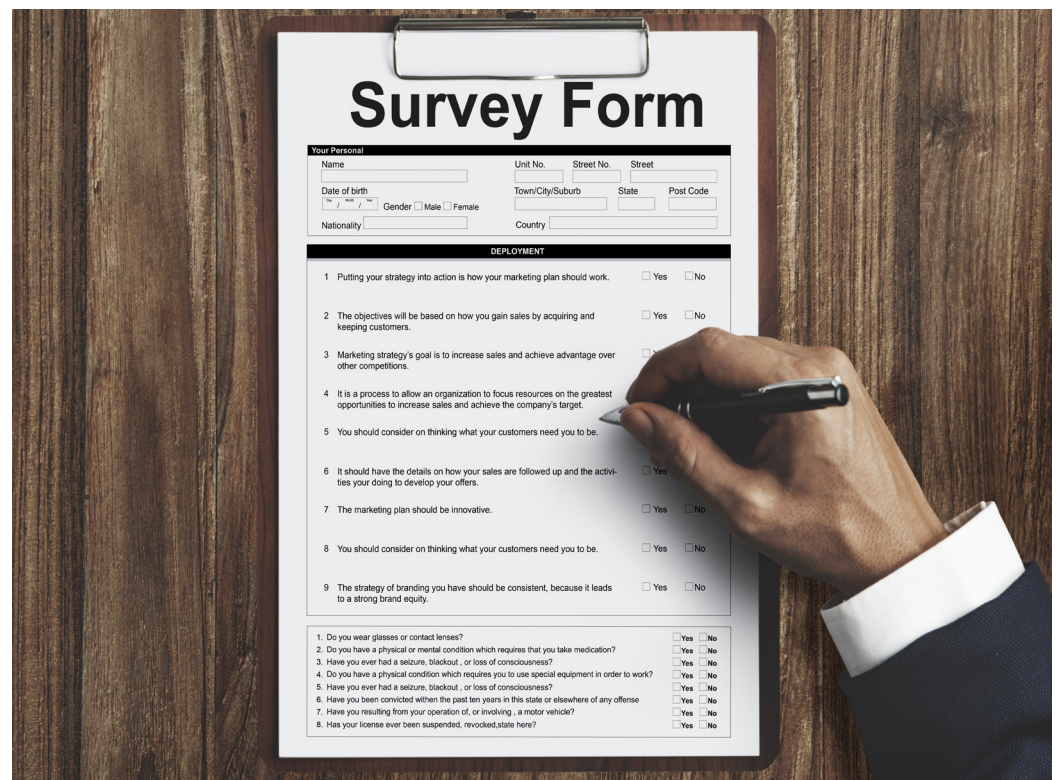 Survey Form
Your Personal
Name
Unit No. Street No. Street
Date of birth
Town/City/Suburb State Post Code
Day Month Year
/ /
Gender Male Female
Nationality
Country
DEPLOYMENT
1 Putting your strategy into action is how your marketing plan should work. Yes No
2 The objectives will be based on how you gain sales by acquiring and Yes No
keeping customers.
3 Marketing strategy's goal is to increase sales and achieve advantage over
other competitions.
4 It is a process to allow an organization to focus resources on the greatest
opportunities to increase sales and achieve the company's target.
5 You should consider on thinking what your customers need you to be.
6 It should have the details on how your sales are followed up and the activi- Yes
ties your doing to develop your offers.
7 The marketing plan should be innovative. Yes No
8 You should consider on thinking what your customers need you to be. Yes No
9 The strategy of branding you have should be consistent, because it leads Yes No
to a strong brand equity.
1. Do you wear glasses or contact lenses? Yes No
2. Do you have a physical or mental condition which requires that you take medication? Yes No
3. Have you ever had a seizure, blackout , or loss of consciousness? Yes No
4. Do you have a physical condition which requires you to use special equipment in order to work? Yes No
5. Have you ever had a seizure, blackout , or loss of consciousness? Yes No
6. Have you been convicted withen the past ten years in this state or elsewhere of any offense Yes No
7. Have you resulting from your operation of, or involving , a motor vehicle? Yes No
8. Has your license ever been suspended, revocked,state here? Yes No